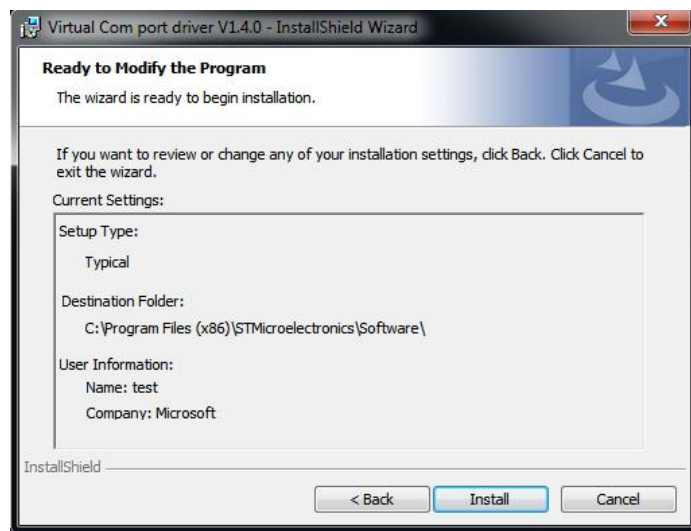 Virtual Com port driver V1.4.0 - InstallShield Wizard
Ready to Modify the Program
The wizard is ready to begin installation.
If you want to review or change any of your installation settings, click Back. Click Cancel to
exit the wizard.
Current Settings:
Setup Type:
Typical
Destination Folder:
C:\Program Files (x86)\STMicroelectronics\Software\
User Information:
Name: test
Company: Microsoft
InstallShield
< Back
Install
Cancel